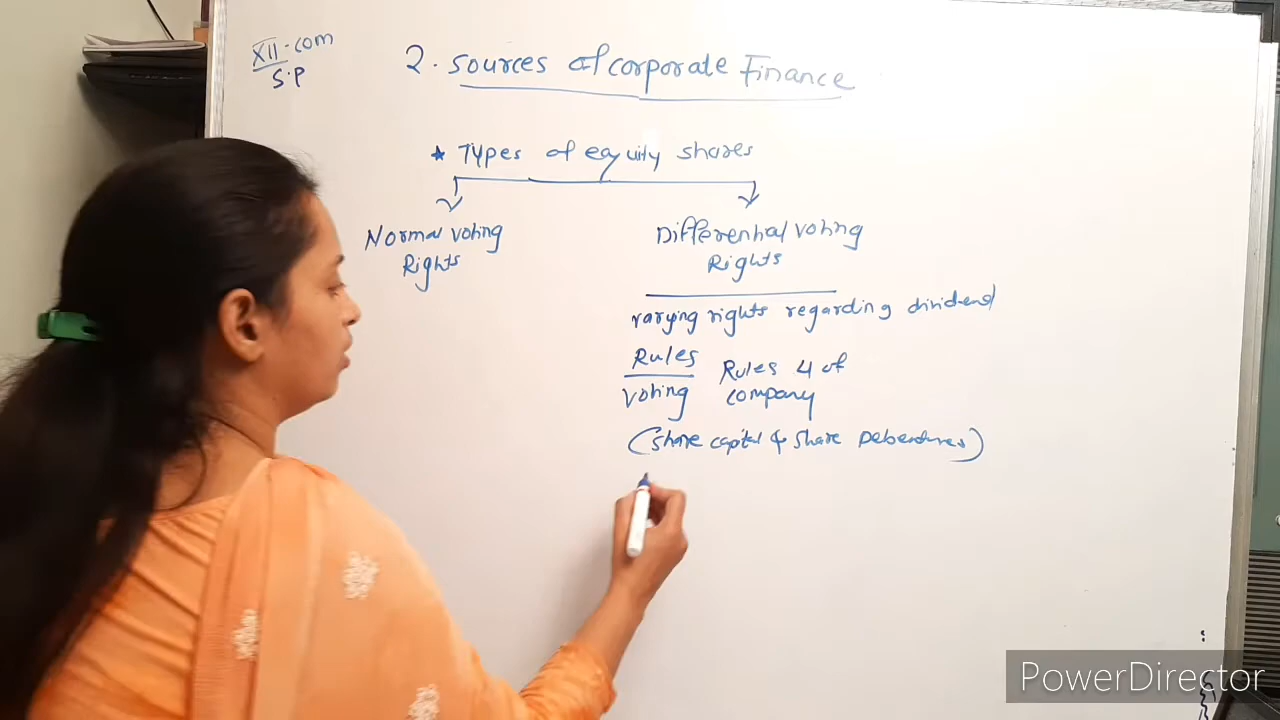 XII-com
S.P
2. Sources of corporate Finance
* Types of equity shares
Normal Voting
Rights
Differential Voting
Rights
varying rights regarding dividend
Rules
Voting
Rules 4 of
company
(share capital & share Debentures)
PowerDirector